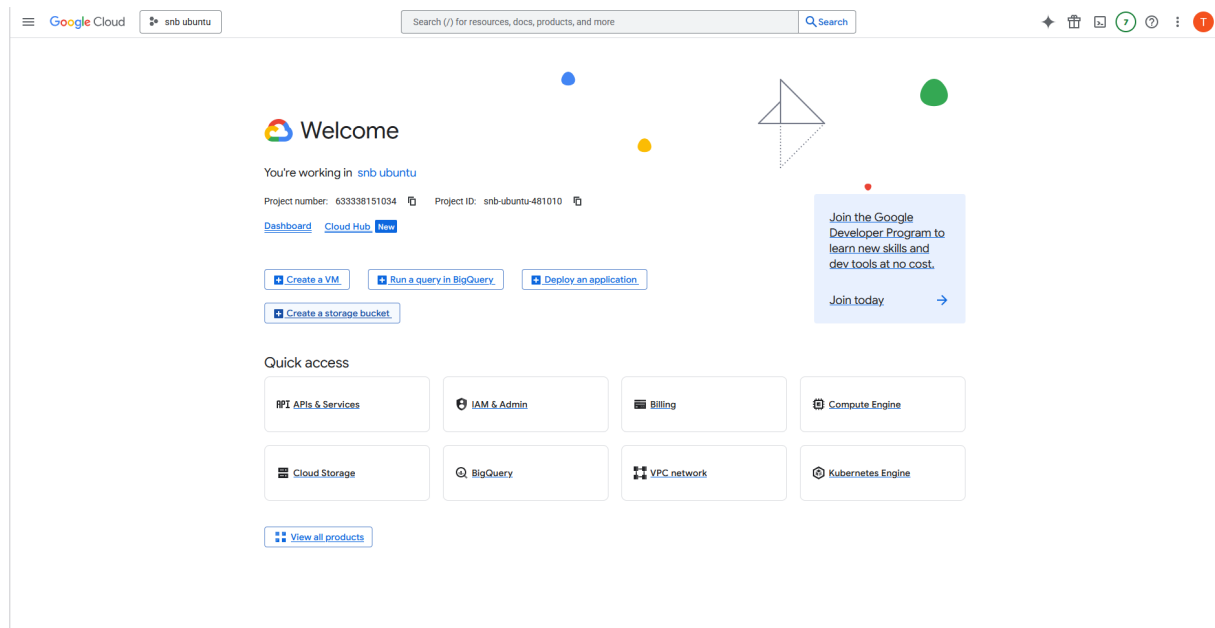 Google Cloud
snb ubuntu
Search (/) for resources, docs, products, and more
Search
7
T
Welcome
You're working in snb ubuntu
Project number: 633338151034 Project ID: snb-ubuntu-481010
Dashboard Cloud Hub New
Create a VM Run a query in BigQuery Deploy an application
Create a storage bucket
Join the Google
Developer Program to
learn new skills and
dev tools at no cost.
Join today
Quick access
API APIs & Services
IAM & Admin
Billing
Compute Engine
Cloud Storage
BigQuery
VPC network
Kubernetes Engine
View all products